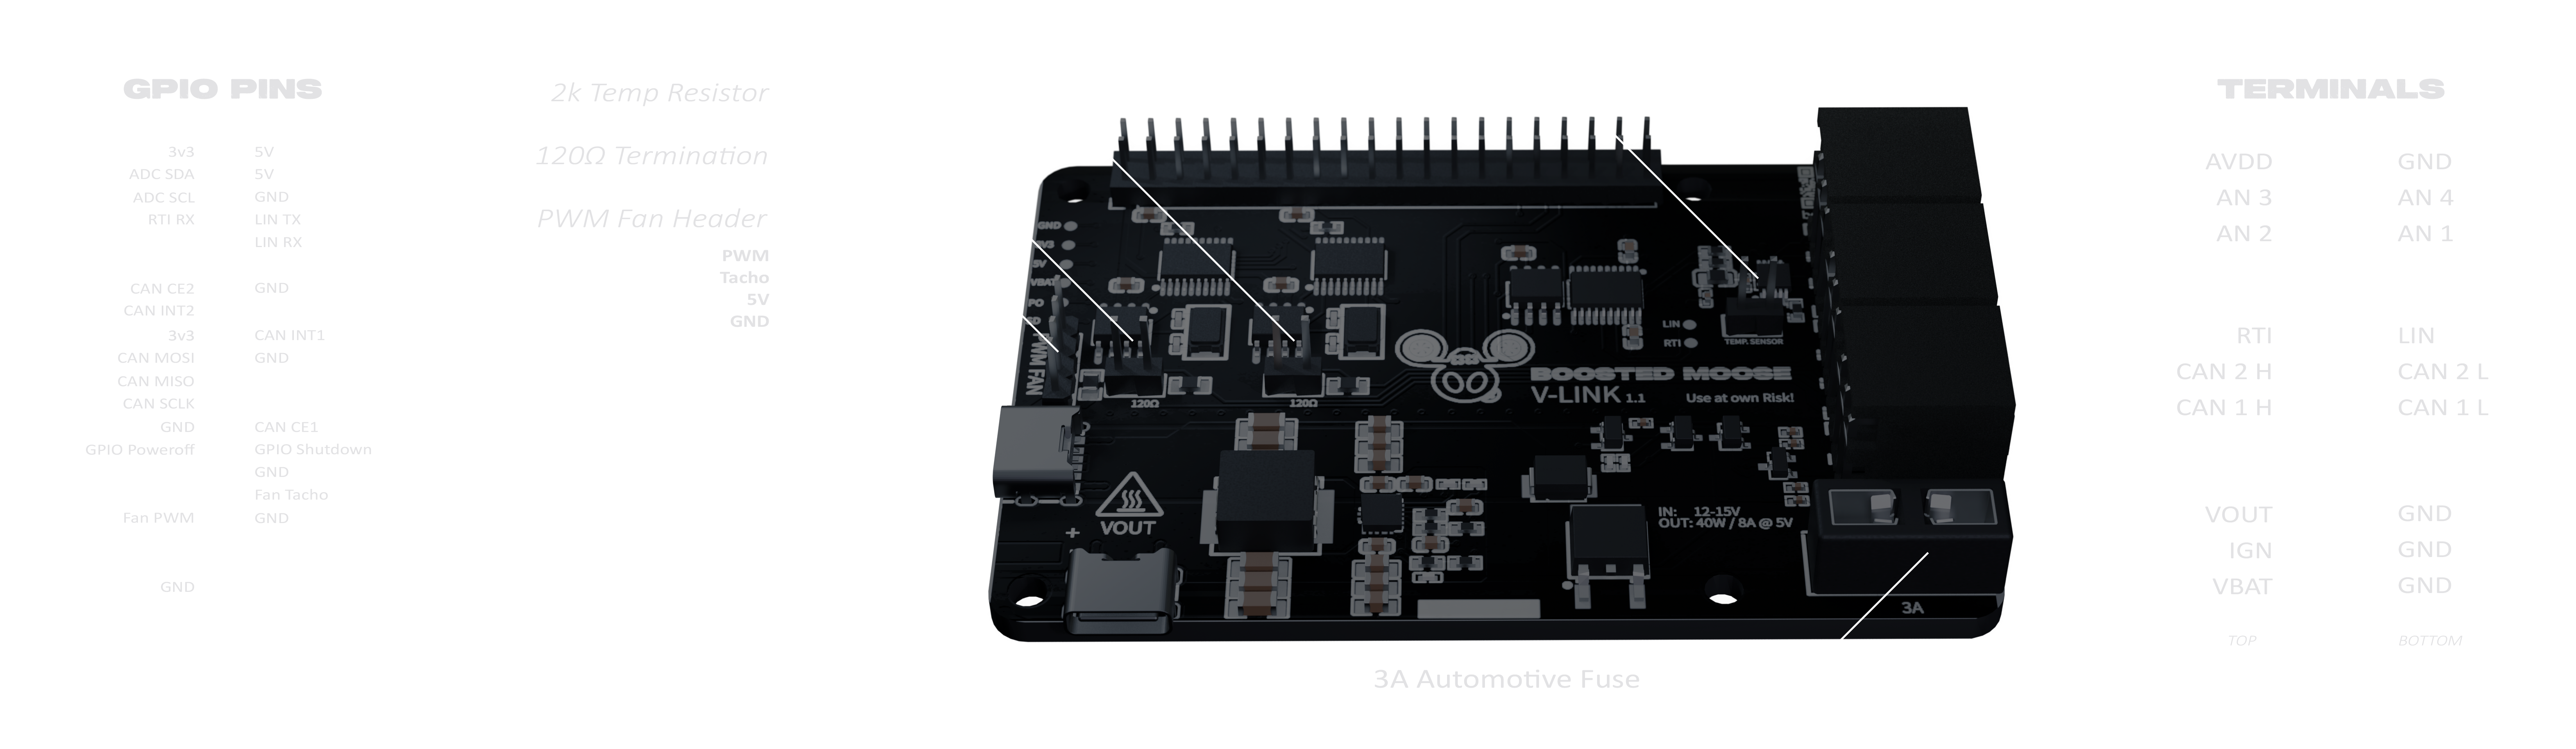 GPIO PINS
3v3 5V
ADC SDA 5V
ADC SCL GND
RTI RX LIN TX
LIN RX
CAN CE2 GND
CAN INT2
3v3 CAN INT1
CAN MOSI GND
CAN MISO
CAN SCLK
GND CAN CE1
GPIO Poweroff GPIO Shutdown
GND
Fan Tacho
Fan PWM GND
GND
2k Temp Resistor
120Ω Termination
PWM Fan Header
PWM
Tacho
5V
GND
GND
5V
VBAT
PWM FAN
120Ω
120Ω
LIN
RTI
TEMP. SENSOR
BOOSTED MOOSE
V-LINK 1.1 Use at own Risk!
VOUT
+
IN: 12-15V
OUT: 40W / 8A @ 5V
3A
3A Automotive Fuse
TERMINALS
AVDD GND
AN 3 AN 4
AN 2 AN 1
RTI LIN
CAN 2 H CAN 2 L
CAN 1 H CAN 1 L
VOUT GND
IGN GND
VBAT GND
TOP BOTTOM